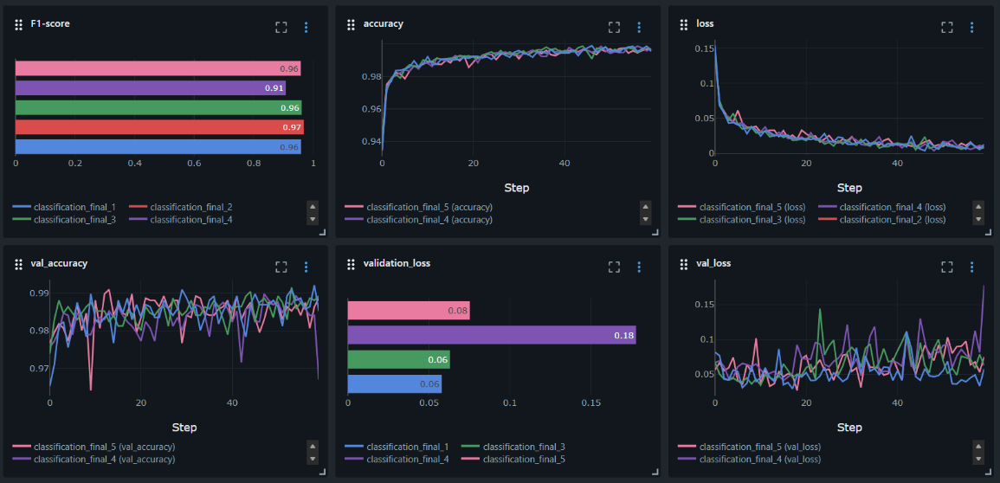 F1-score
0.96
0.91
0.96
0.97
0.96
0 0.2 0.4 0.6 0.8 1
classification_final_1 classification_final_2
classification_final_3 classification_final_4
accuracy
0.98
0.96
0.94
0 20 40
Step
classification_final_5 (accuracy)
classification_final_4 (accuracy)
loss
0.15
0.1
0.05
0
0 20 40
Step
classification_final_5 (loss) classification_final_4 (loss)
classification_final_3 (loss) classification_final_2 (loss)
val_accuracy
0.99
0.98
0.97
0 20 40
Step
classification_final_5 (val_accuracy)
classification_final_4 (val_accuracy)
validation_loss
0.08
0.18
0.06
0.06
0 0.05 0.1 0.15
classification_final_1 classification_final_3
classification_final_4 classification_final_5
val_loss
0.15
0.1
0.05
0 20 40
Step
classification_final_5 (val_loss)
classification_final_4 (val_loss)